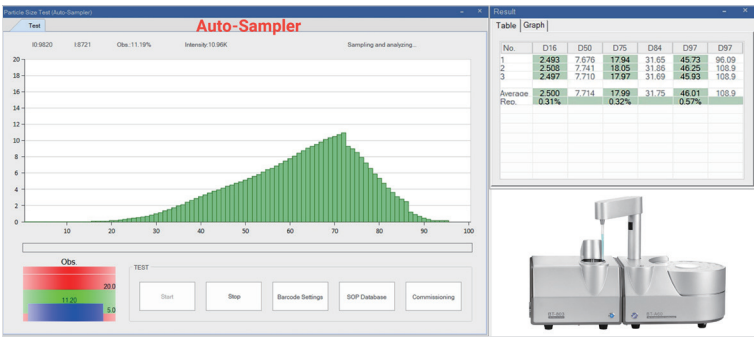 Particle Size Test (Auto-Sampler)
Test
Auto-Sampler
I0:9820 I:8721 Obs.:11.19% Intensity:10.96K Sampling and analyzing...
20
18
16
14
12
10
8
6
4
2
0
10 20 30 40 50 60 70 80 90 100
Obs.
20.0
11.20
5.0
TEST
Start Stop Barcode Settings SOP Database Commissioning
Result
Table Graph
No. D16 D50 D75 D84 D97 D97
1 2.493 7.676 17.94 31.65 45.73 96.09
2 2.508 7.741 18.05 31.86 46.25 108.9
3 2.497 7.710 17.97 31.69 45.93 108.9
Average 2.500 7.714 17.99 31.75 46.01 108.9
Rep. 0.31% 0.32% 0.57%